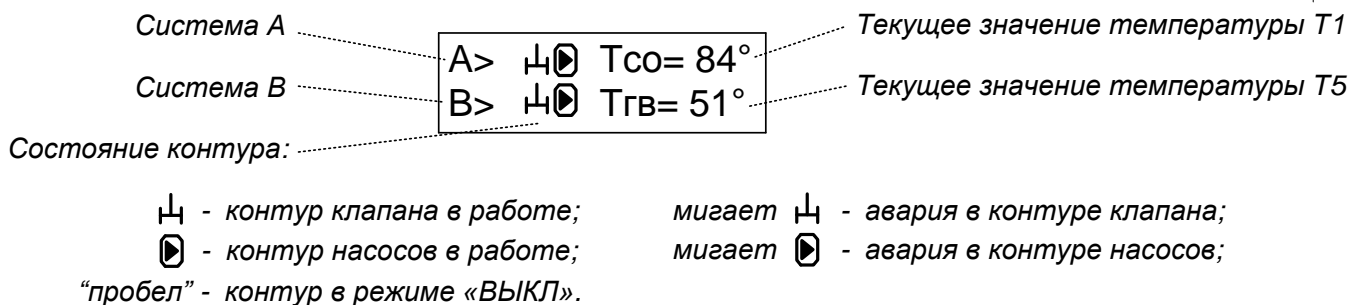 Система А
Текущее значение температуры Т1
А> Тсо= 84°
Система В
В> Тгв= 51°
Текущее значение температуры Т5
Состояние контура:
- контур клапана в работе; мигает - авария в контуре клапана;
- контур насосов в работе; мигает - авария в контуре насосов;
“пробел” - контур в режиме «ВЫКЛ».